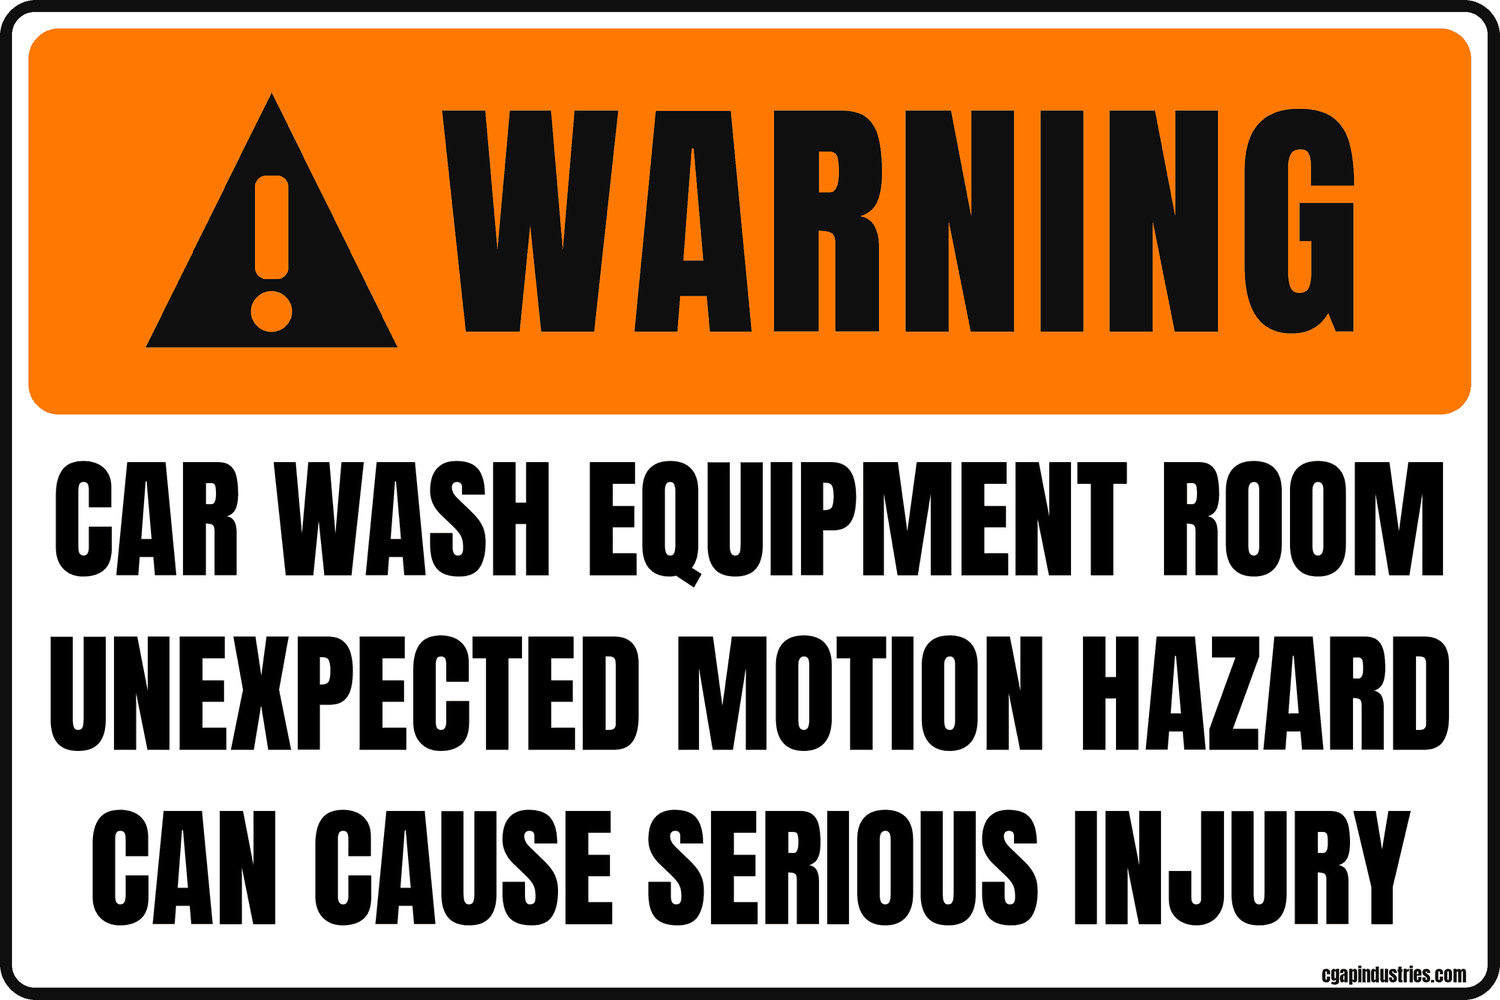 WARNING
CAR WASH EQUIPMENT ROOM
UNEXPECTED MOTION HAZARD
CAN CAUSE SERIOUS INJURY
cgapindustries.com